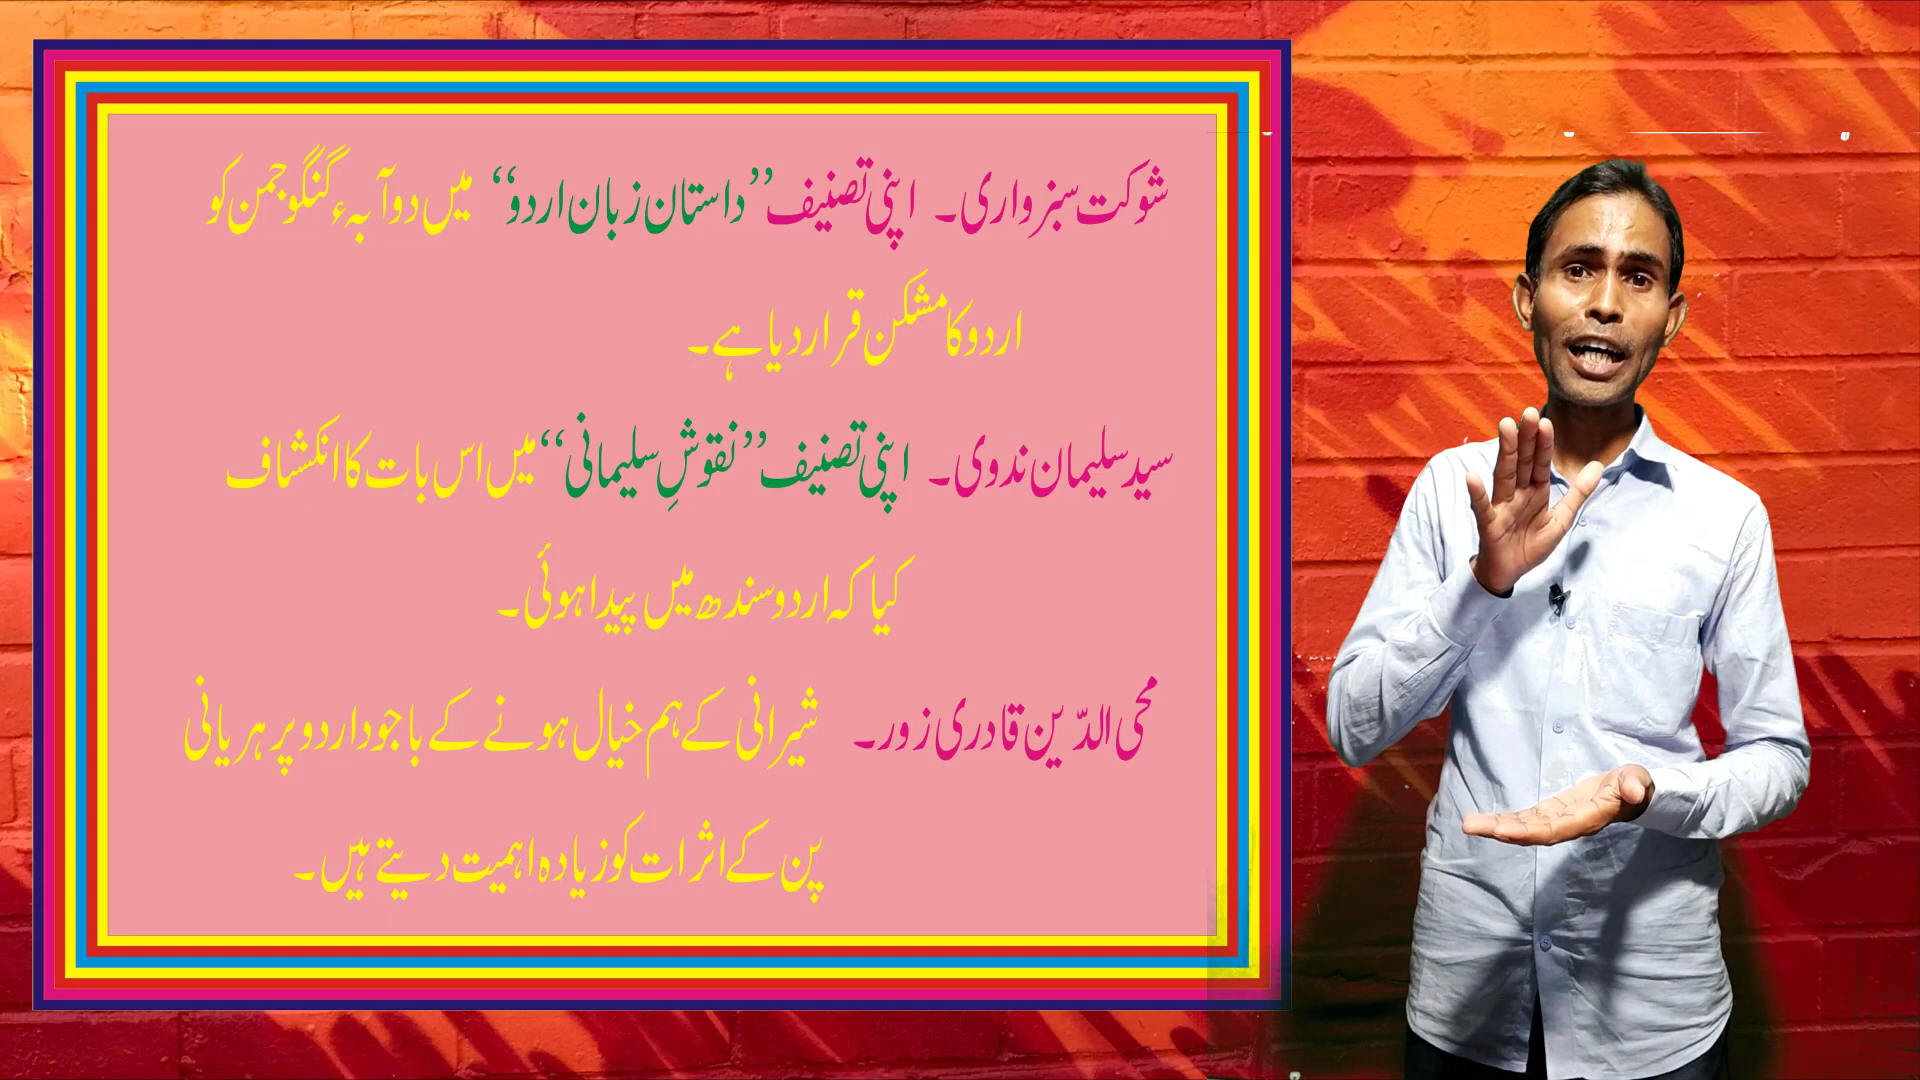 شوکت سبزواری۔ اپنی تصنیف ”داستان زبان اردو“ میں دوآبہء گنگ و جمن کو
اردو کا مشکن قرار دیا ہے۔
سید سلیمان ندوی۔ اپنی تصنیف ”نقوشِ سلیمانی“ میں اس بات کا انکشاف
کیا کہ اردو سندھ میں پیدا ہوئی۔
محی الدّین قادری زور۔ شیرانی کے ہم خیال ہونے کے باجود اردو پر ہریانی
پن کے اثرات کو زیادہ اہمیت دیتے ہیں۔